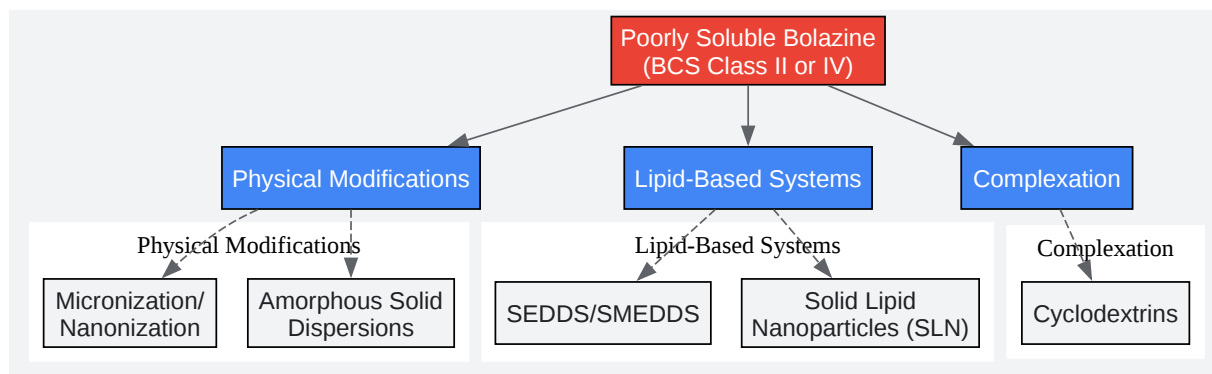 Poorly Soluble Bolazine
(BCS Class II or IV)
Physical Modifications
Lipid-Based Systems
Complexation
Physical Modifications
Micronization/
Nanonization
Amorphous Solid
Dispersions
Lipid-Based Systems
SEDDS/SMEDDS
Solid Lipid
Nanoparticles (SLN)
Complexation
Cyclodextrins